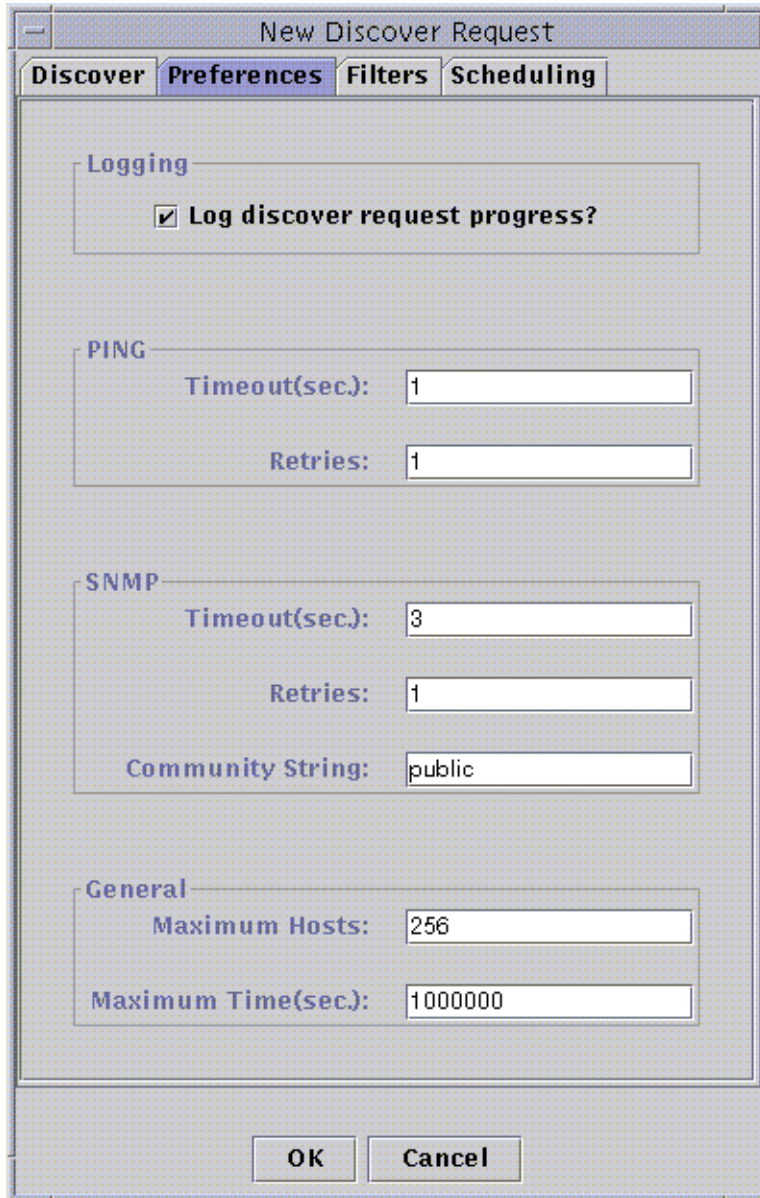 New Discover Request
Discover Preferences Filters Scheduling
Logging
Log discover request progress?
PING
Timeout(sec.): 1
Retries: 1
SNMP
Timeout(sec.): 3
Retries: 1
Community String: public
General
Maximum Hosts: 256
Maximum Time(sec.): 1000000
OK Cancel